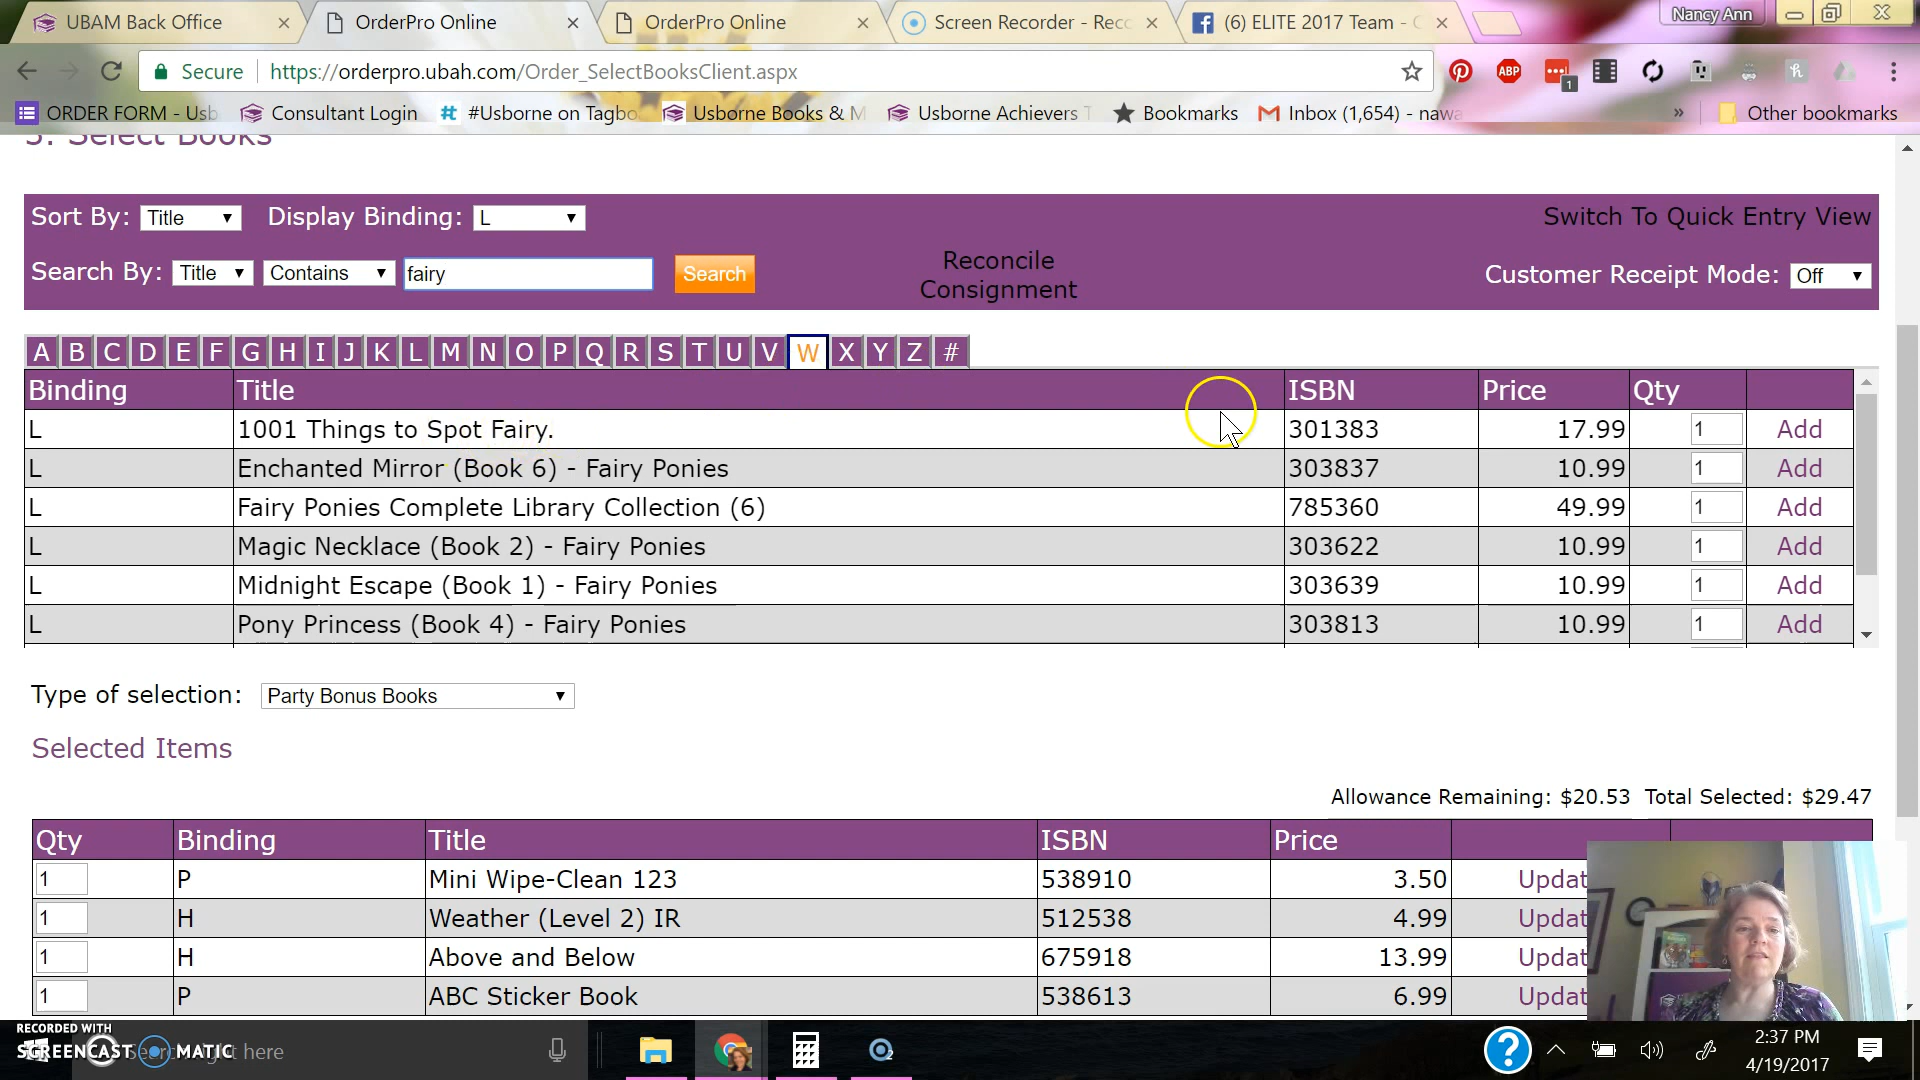 UBAM Back Office
OrderPro Online
OrderPro Online
Screen Recorder - Reco
(6) ELITE 2017 Team - C
Nancy Ann
Secure
https://orderpro.ubah.com/Order_SelectBooksClient.aspx
ABP
1
ORDER FORM - Usb
Consultant Login
#Usborne on Tagbo
Usborne Books & M
Usborne Achievers T
Bookmarks
Inbox (1,654) - nawa
»
Other bookmarks
3. Select Books
Sort By: Title Display Binding: L
Switch To Quick Entry View
Search By: Title Contains fairy Search
Reconcile
Consignment
Customer Receipt Mode: Off
A B C D E F G H I J K L M N O P Q R S T U V W X Y Z #
Binding Title ISBN Price Qty
L 1001 Things to Spot Fairy. 301383 17.99 1 Add
L Enchanted Mirror (Book 6) - Fairy Ponies 303837 10.99 1 Add
L Fairy Ponies Complete Library Collection (6) 785360 49.99 1 Add
L Magic Necklace (Book 2) - Fairy Ponies 303622 10.99 1 Add
L Midnight Escape (Book 1) - Fairy Ponies 303639 10.99 1 Add
L Pony Princess (Book 4) - Fairy Ponies 303813 10.99 1 Add
Type of selection: Party Bonus Books
Selected Items
Allowance Remaining: $20.53 Total Selected: $29.47
Qty Binding Title ISBN Price
1 P Mini Wipe-Clean 123 538910 3.50 Updat
1 H Weather (Level 2) IR 512538 4.99 Updat
1 H Above and Below 675918 13.99 Updat
1 P ABC Sticker Book 538613 6.99 Updat
RECORDED WITH
SCREENCAST MATIC
here
2:37 PM
4/19/2017